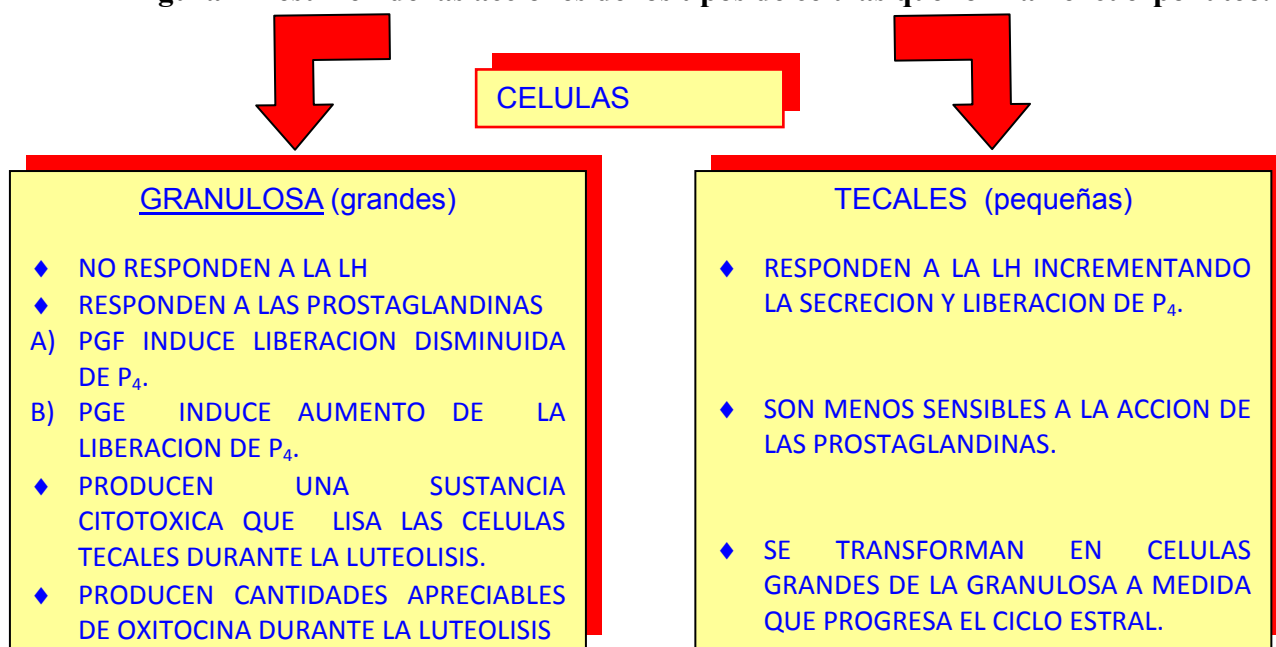 CELULAS
GRANULOSA (grandes)
♦ NO RESPONDEN A LA LH
♦ RESPONDEN A LAS PROSTAGLANDINAS
A) PGF INDUCE LIBERACION DISMINUIDA
DE P₄.
B) PGE INDUCE AUMENTO DE LA
LIBERACION DE P₄.
♦ PRODUCEN UNA SUSTANCIA
CITOTOXICA QUE LISA LAS CELULAS
TECALES DURANTE LA LUTEOLISIS.
♦ PRODUCEN CANTIDADES APRECIABLES
DE OXITOCINA DURANTE LA LUTEOLISIS
TECALES (pequeñas)
♦ RESPONDEN A LA LH INCREMENTANDO
LA SECRECION Y LIBERACION DE P₄.
♦ SON MENOS SENSIBLES A LA ACCION DE
LAS PROSTAGLANDINAS.
♦ SE TRANSFORMAN EN CELULAS
GRANDES DE LA GRANULOSA A MEDIDA
QUE PROGRESA EL CICLO ESTRAL.